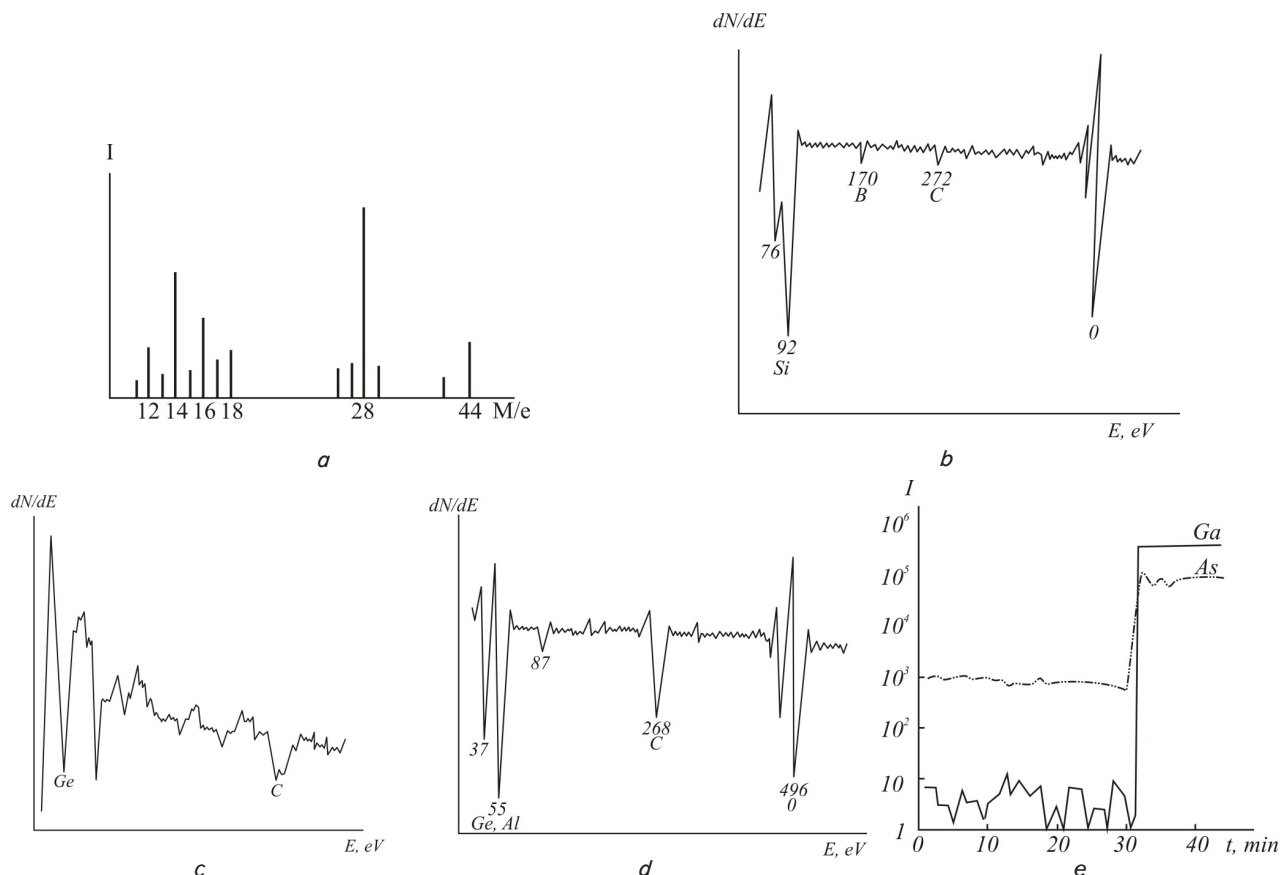 I
12 14 16 18 28 44 M/e
a
dN/dE
76
92
Si
170
B
272
C
0
E, eV
b
dN/dE
Ge
C
E, eV
c
dN/dE
37
55
Ge, Al
87
268
C
496
0
E, eV
d
I
10⁶
10⁵
10⁴
10³
10²
10
1
Ga
As
0 10 20 30 40 t, min
e